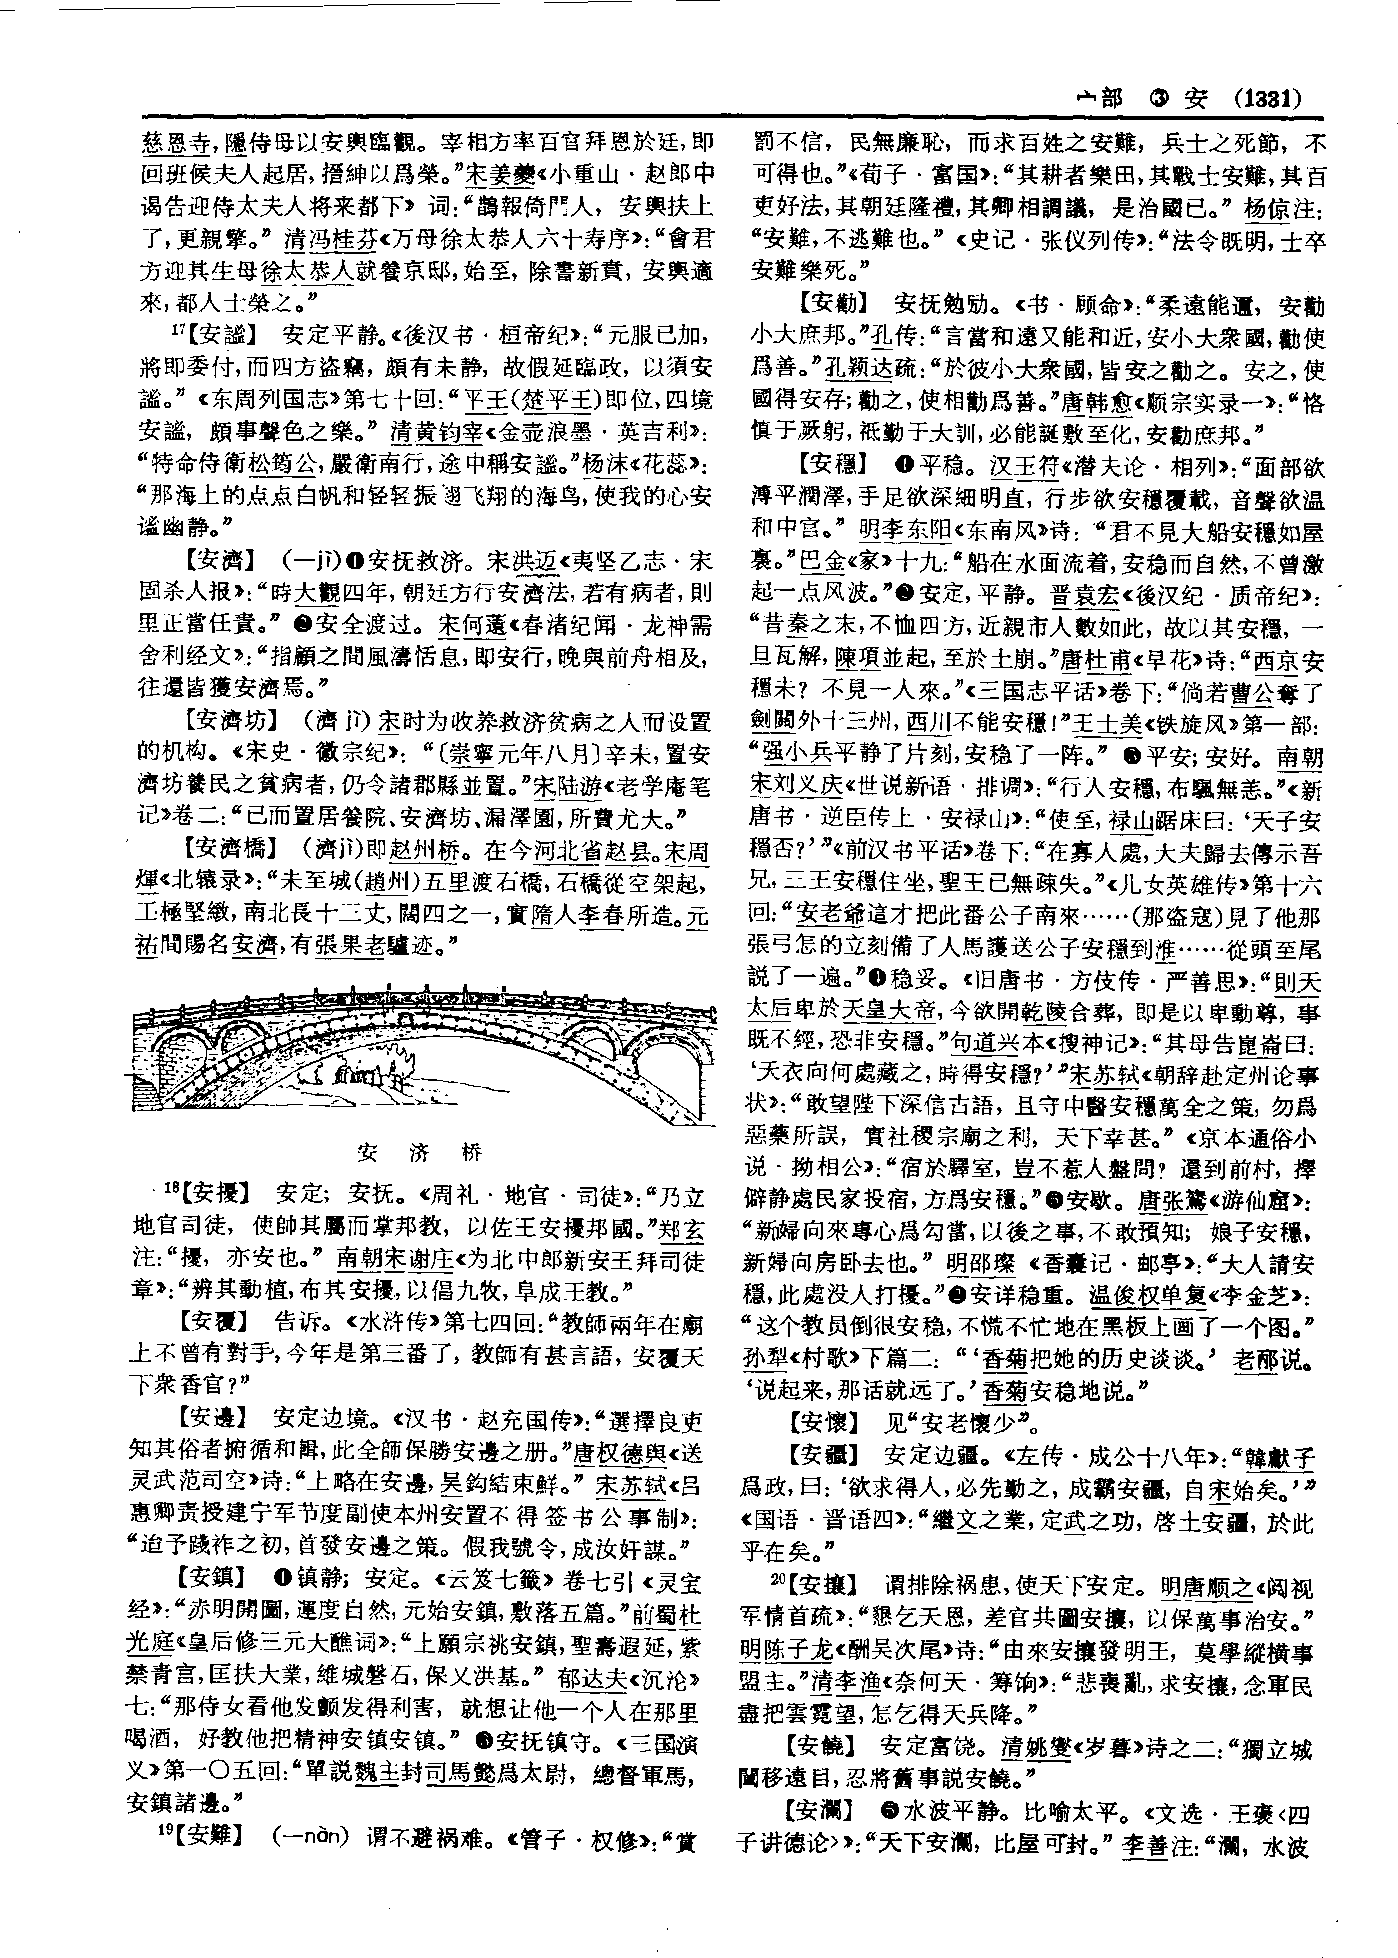 宀部 ③ 安 (1331)
慈恩寺，隱侍母以安輿臨觀。宰相方率百官拜恩於廷，即
回班候夫人起居，搢紳以爲榮。”宋姜夔《小重山·赵郎中
谒告迎侍太夫人将来都下》词：“鵲報倚門人，安輿扶上
了，更親擎。”清冯桂芬《万母徐太恭人六十寿序》：“會君
方迎其生母徐太恭人就養京邸，始至，除書新賁，安輿適
來，都人士榮之。”
17【安謐】 安定平静。《後汉书·桓帝纪》：“元服已加，
將即委付，而四方盜竊，頗有未静，故假延臨政，以須安
謐。”《东周列国志》第七十回：“平王(楚平王)即位，四境
安謐，頗事聲色之樂。”清黄钧宰《金壶浪墨·英吉利》：
“特命侍衛松筠公，嚴衛南行，途中稱安謐。”杨沫《花蕊》：
“那海上的点点白帆和轻轻振翅飞翔的海鸟，使我的心安
谧幽静。”
【安濟】 (—jì)❶安抚救济。宋洪迈《夷坚乙志·宋
固杀人报》：“時大觀四年，朝廷方行安濟法，若有病者，則
里正當任責。”❷安全渡过。宋何薳《春渚纪闻·龙神需
舍利经文》：“指顧之間風濤恬息，即安行，晚與前舟相及，
往還皆獲安濟焉。”
【安濟坊】 (濟 jì) 宋时为收养救济贫病之人而设置
的机构。《宋史·徽宗纪》：“〔崇寧元年八月〕辛未，置安
濟坊養民之貧病者，仍令諸郡縣並置。”宋陆游《老学庵笔
记》卷二：“已而置居養院、安濟坊、漏澤園，所費尤大。”
【安濟橋】 (濟jì)即赵州桥。在今河北省赵县。宋周
煇《北辕录》：“未至城(趙州)五里渡石橋，石橋從空架起，
工極堅緻，南北長十三丈，闊四之一，實隋人李春所造。元
祐間賜名安濟，有張果老驢迹。”
安 济 桥
18【安擾】 安定；安抚。《周礼·地官·司徒》：“乃立
地官司徒，使帥其屬而掌邦教，以佐王安擾邦國。”郑玄
注：“擾，亦安也。”南朝宋谢庄《为北中郎新安王拜司徒
章》：“辨其動植，布其安擾，以倡九牧，阜成王教。”
【安覆】 告诉。《水浒传》第七四回：“教師兩年在廟
上不曾有對手，今年是第三番了，教師有甚言語，安覆天
下衆香官？”
【安邊】 安定边境。《汉书·赵充国传》：“選擇良吏
知其俗者拊循和輯，此全師保勝安邊之册。”唐权德舆《送
灵武范司空》诗：“上略在安邊，吴鈎結束鮮。”宋苏轼《吕
惠卿责授建宁军节度副使本州安置不得签书公事制》：
“迨予踐祚之初，首發安邊之策。假我號令，成汝奸謀。”
【安鎮】 ❶镇静；安定。《云笈七籤》卷七引《灵宝
经》：“赤明開圖，運度自然，元始安鎮，敷落五篇。”前蜀杜
光庭《皇后修三元大醮词》：“上願宗祧安鎮，聖壽遐延，紫
禁青宫，匡扶大業，維城磐石，保乂洪基。”郁达夫《沉沦》
七：“那侍女看他发颤发得利害，就想让他一个人在那里
喝酒，好教他把精神安镇安镇。”❷安抚镇守。《三国演
义》第一〇五回：“單説魏主封司馬懿爲太尉，總督軍馬，
安鎮諸邊。”
19【安難】 (—nàn) 谓不避祸难。《管子·权修》：“賞
罰不信，民無廉恥，而求百姓之安難，兵士之死節，不
可得也。”《荀子·富国》：“其耕者樂田，其戰士安難，其百
吏好法，其朝廷隆禮，其卿相調議，是治國已。”杨倞注：
“安難，不逃難也。”《史记·张仪列传》：“法令既明，士卒
安難樂死。”
【安勸】 安抚勉励。《书·顾命》：“柔遠能邇，安勸
小大庶邦。”孔传：“言當和遠又能和近，安小大衆國，勸使
爲善。”孔颖达疏：“於彼小大衆國，皆安之勸之。安之，使
國得安存；勸之，使相勸爲善。”唐韩愈《顺宗实录一》：“恪
慎于厥躬，祗勤于大訓，必能誕敷至化，安勸庶邦。”
【安穩】 ❶平稳。汉王符《潜夫论·相列》：“面部欲
溥平潤澤，手足欲深細明直，行步欲安穩覆載，音聲欲温
和中宫。”明李东阳《东南风》诗：“君不見大船安穩如屋
裏。”巴金《家》十九：“船在水面流着，安稳而自然，不曾激
起一点风波。”❷安定，平静。晋袁宏《後汉纪·质帝纪》：
“昔秦之末，不恤四方，近親市人數如此，故以其安穩，一
旦瓦解，陳項並起，至於土崩。”唐杜甫《早花》诗：“西京安
穩未？不見一人來。”《三国志平话》卷下：“倘若曹公奪了
劍關外十三州，西川不能安穩！”王士美《铁旋风》第一部：
“强小兵平静了片刻，安稳了一阵。”❸平安；安好。南朝
宋刘义庆《世说新语·排调》：“行人安穩，布颿無恙。”《新
唐书·逆臣传上·安禄山》：“使至，禄山踞床曰：‘天子安
穩否？’”《前汉书平话》卷下：“在寡人處，大夫歸去傳示吾
兄，三王安穩住坐，聖王已無疎失。”《儿女英雄传》第十六
回：“安老爺這才把此番公子南來……(那盜寇)見了他那
張弓怎的立刻備了人馬護送公子安穩到淮……從頭至尾
説了一遍。”❹稳妥。《旧唐书·方伎传·严善思》：“則天
太后卑於天皇大帝，今欲開乾陵合葬，即是以卑動尊，事
既不經，恐非安穩。”句道兴本《搜神记》：“其母告崑崙曰：
‘天衣向何處藏之，時得安穩？’”宋苏轼《朝辞赴定州论事
状》：“敢望陛下深信古語，且守中醫安穩萬全之策，勿爲
惡藥所誤，實社稷宗廟之利，天下幸甚。”《京本通俗小
说·拗相公》：“宿於驛室，豈不惹人盤問？還到前村，擇
僻静處民家投宿，方爲安穩。”❺安歇。唐张鷟《游仙窟》：
“新婦向來專心爲勾當，以後之事，不敢預知；娘子安穩，
新婦向房卧去也。”明邵璨《香囊记·邮亭》：“大人請安
穩，此處没人打擾。”❻安详稳重。温俊权单复《李金芝》：
“这个教员倒很安稳，不慌不忙地在黑板上画了一个图。”
孙犁《村歌》下篇二：“‘香菊把她的历史谈谈。’老邴说。
‘说起来，那话就远了。’香菊安稳地说。”
【安懷】 见“安老懷少”。
【安疆】 安定边疆。《左传·成公十八年》：“韓獻子
爲政，曰：‘欲求得人，必先勤之，成霸安疆，自宋始矣。’”
《国语·晋语四》：“繼文之業，定武之功，啓土安疆，於此
乎在矣。”
20【安攘】 谓排除祸患，使天下安定。明唐顺之《阅视
军情首疏》：“懇乞天恩，差官共圖安攘，以保萬事治安。”
明陈子龙《酬吴次尾》诗：“由來安攘發明王，莫學縱横事
盟主。”清李渔《奈何天·筹饷》：“悲喪亂，求安攘，念軍民
盡把雲霓望，怎乞得天兵降。”
【安饒】 安定富饶。清姚燮《岁暮》诗之二：“獨立城
闉移遠目，忍將舊事説安饒。”
【安瀾】 ❶水波平静。比喻太平。《文选·王褒〈四
子讲德论〉》：“天下安瀾，比屋可封。”李善注：“瀾，水波